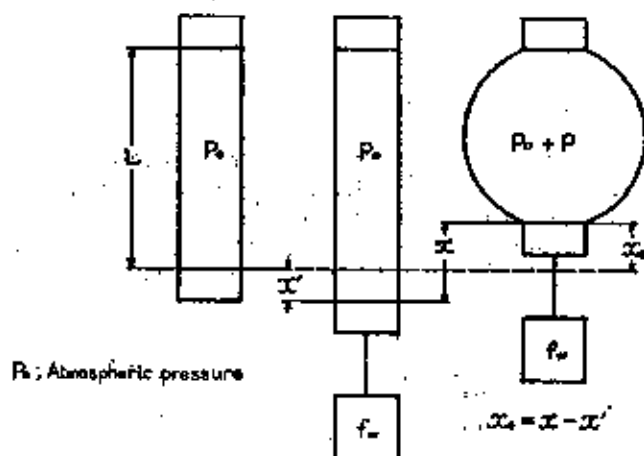 L
P₀
P₀
P₀ + P
x'
x
x₀
P₀ ; Atmospheric pressure
f_w
f_w
x₀ = x - x'